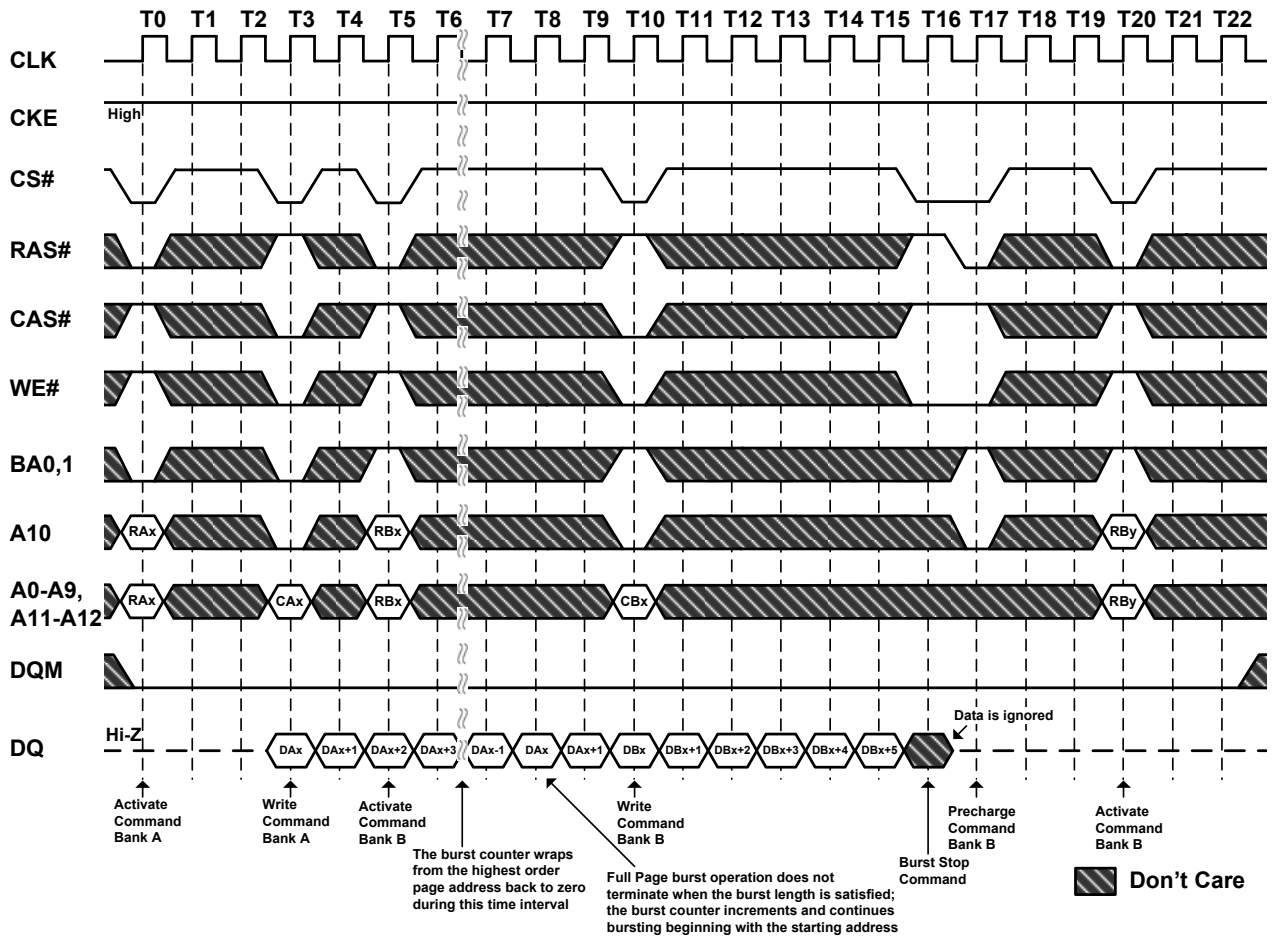 T0 T1 T2 T3 T4 T5 T6 T7 T8 T9 T10 T11 T12 T13 T14 T15 T16 T17 T18 T19 T20 T21 T22
CLK
CKE
High
CS#
RAS#
CAS#
WE#
BA0,1
A10
RAx RBx RBy
A0-A9,
A11-A12
RAx CAx RBx CBx RBy
DQM
DQ
Hi-Z
DAx DAx+1 DAx+2 DAx+3 DAx-1 DAx DAx+1 DBx DBx+1 DBx+2 DBx+3 DBx+4 DBx+5
Data is ignored
Activate
Command
Bank A
Write
Command
Bank A
Activate
Command
Bank B
The burst counter wraps
from the highest order
page address back to zero
during this time interval
Write
Command
Bank B
Full Page burst operation does not
terminate when the burst length is satisfied;
the burst counter increments and continues
bursting beginning with the starting address
Burst Stop
Command
Precharge
Command
Bank B
Activate
Command
Bank B
Don't Care